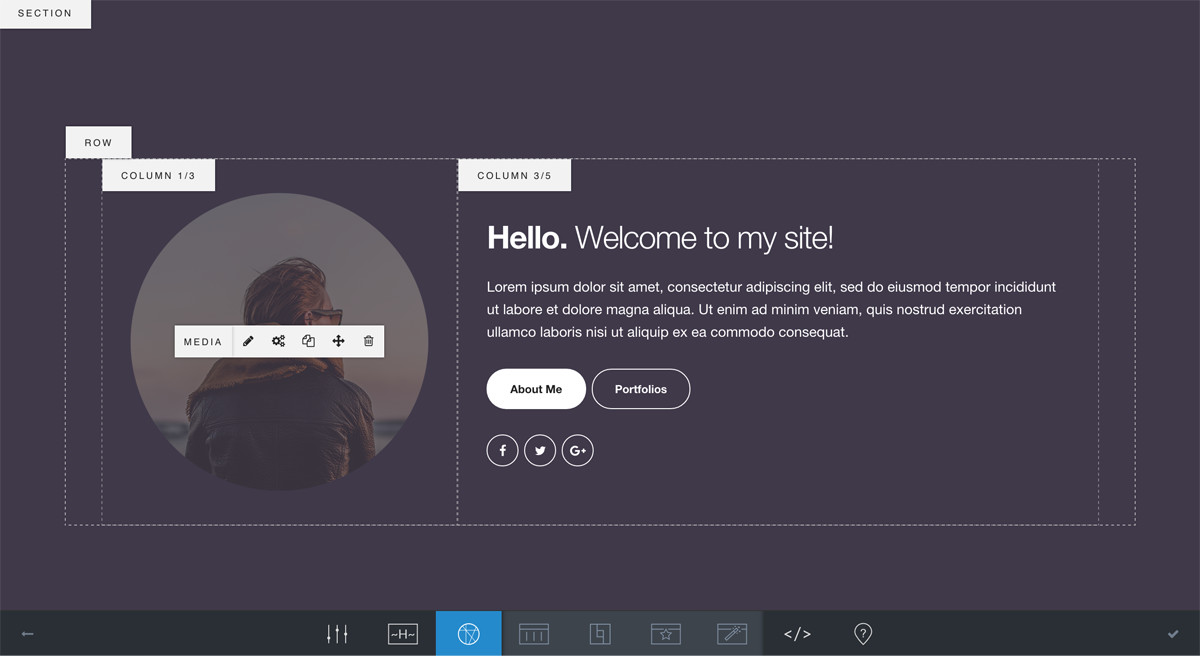 SECTION
ROW
COLUMN 1/3
COLUMN 3/5
Hello. Welcome to my site!
Lorem ipsum dolor sit amet, consectetur adipiscing elit, sed do eiusmod tempor incididunt
ut labore et dolore magna aliqua. Ut enim ad minim veniam, quis nostrud exercitation
ullamco laboris nisi ut aliquip ex ea commodo consequat.
MEDIA
About Me
Portfolios
f
G+
~H~
</>
?